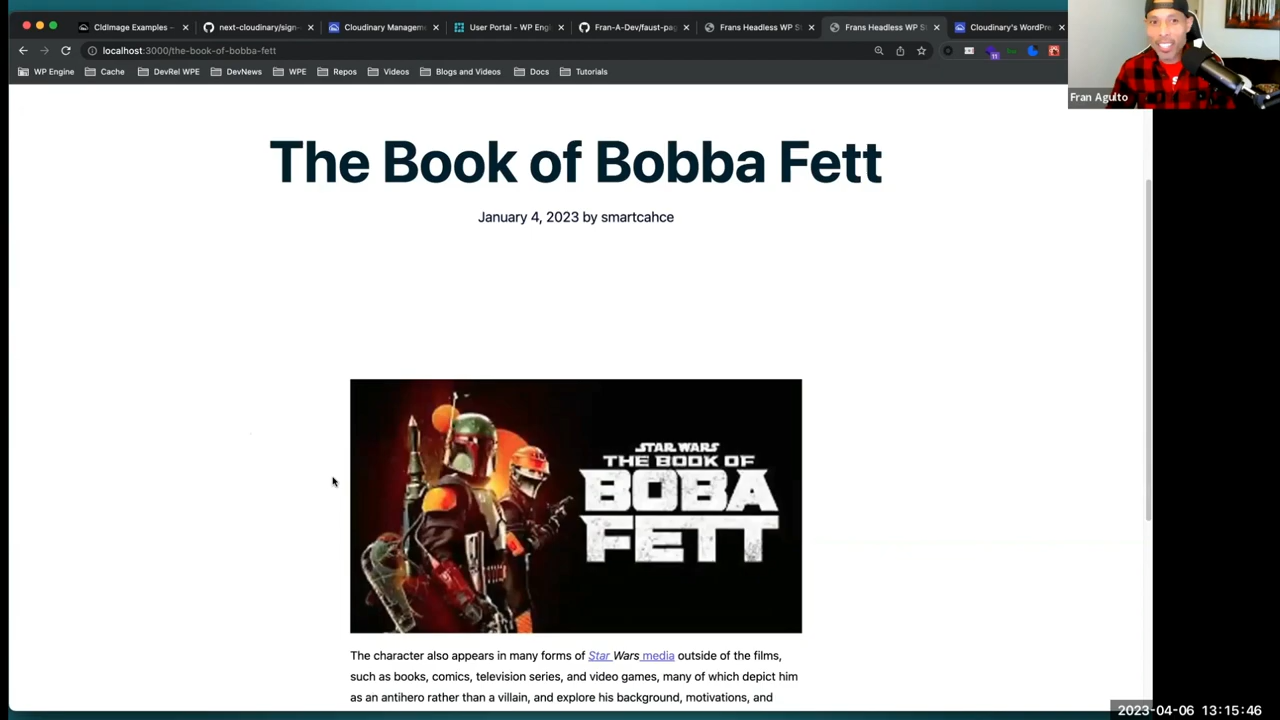 CldImage Examples –
next-cloudinary/sign-
Cloudinary Manageme
User Portal - WP Engi
Fran-A-Dev/faust-pag
Frans Headless WP S
Frans Headless WP S
Cloudinary's WordPre
localhost:3000/the-book-of-bobba-fett
11
WP Engine
Cache
DevRel WPE
DevNews
WPE
Repos
Videos
Blogs and Videos
Docs
Tutorials
Fran Agulto
The Book of Bobba Fett
January 4, 2023 by smartcahce
STAR WARS
THE BOOK OF
BOBA
FETT
The character also appears in many forms of Star Wars media outside of the films,
such as books, comics, television series, and video games, many of which depict him
as an antihero rather than a villain, and explore his background, motivations, and
2023-04-06 13:15:46